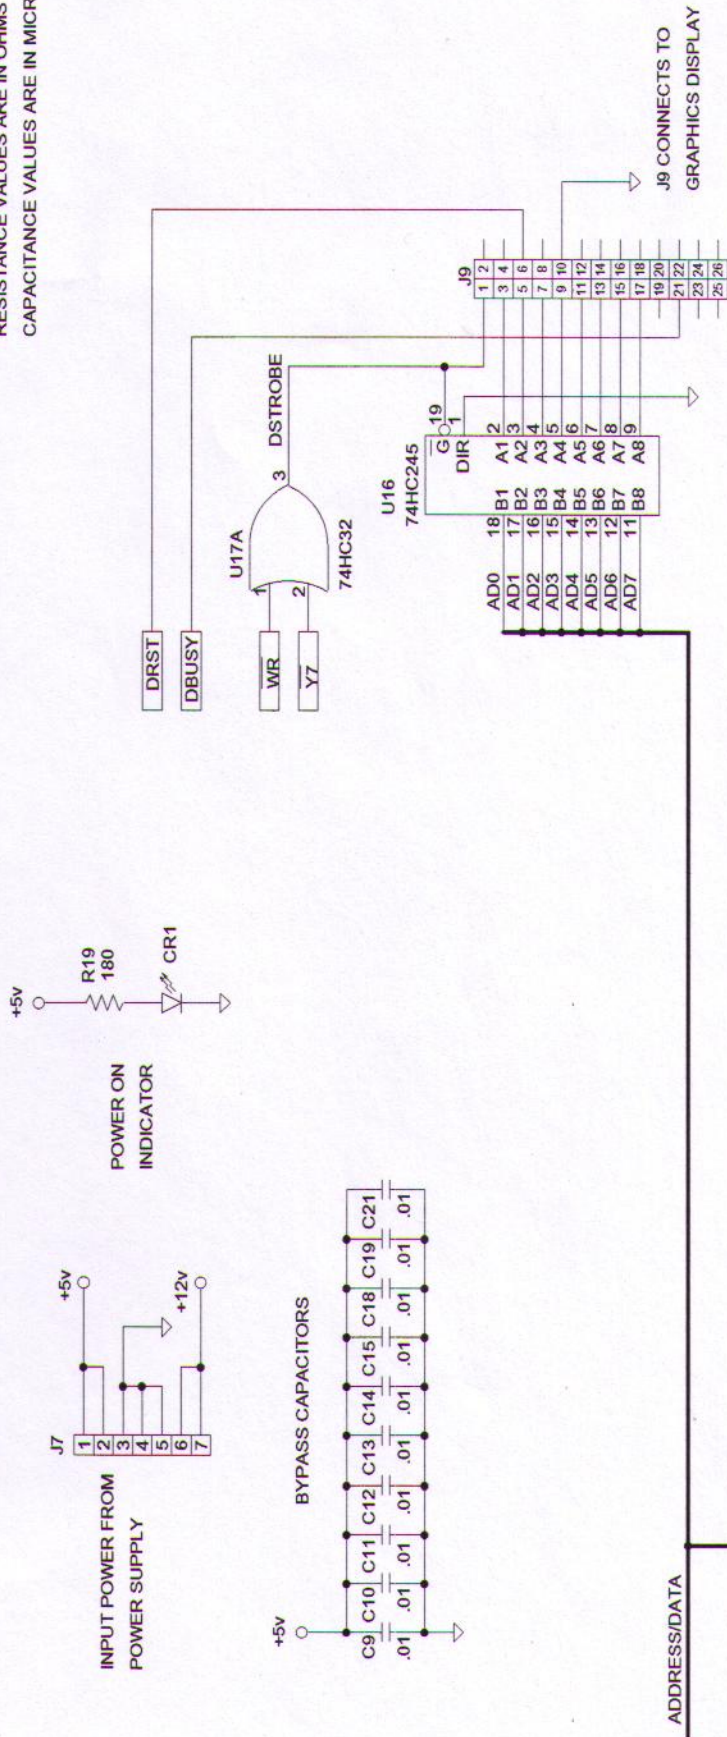 RESISTANCE VALUES ARE IN OHMS
CAPACITANCE VALUES ARE IN MICR
INPUT POWER FROM
POWER SUPPLY
J7
1
2
3
4
5
6
7
+5v
+12v
POWER ON
INDICATOR
+5v
R19
180
CR1
BYPASS CAPACITORS
+5v
C9 C10 C11 C12 C13 C14 C15 C18 C19 C21
.01 .01 .01 .01 .01 .01 .01 .01 .01 .01
DRST
DBUSY
WR
Y7
U17A
1
2
3
74HC32
DSTROBE
U16
74HC245
G 19
DIR 1
AD0 18 B1 A1 2
AD1 17 B2 A2 3
AD2 16 B3 A3 4
AD3 15 B4 A4 5
AD4 14 B5 A5 6
AD5 13 B6 A6 7
AD6 12 B7 A7 8
AD7 11 B8 A8 9
J9
1 2
3 4
5 6
7 8
9 10
11 12
13 14
15 16
17 18
19 20
21 22
23 24
25 26
J9 CONNECTS TO
GRAPHICS DISPLAY
ADDRESS/DATA